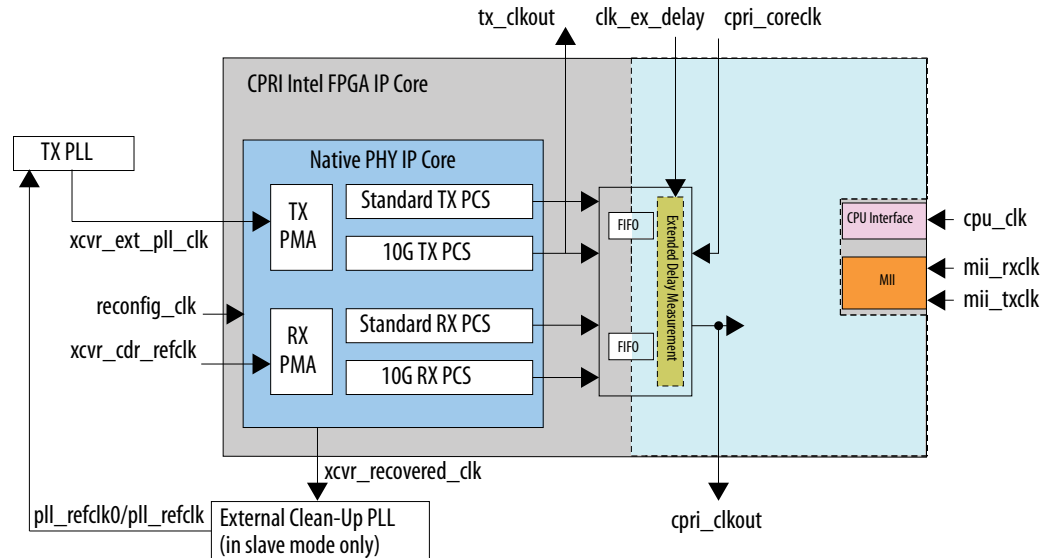 tx_clkout
clk_ex_delay
cpri_coreclk
CPRI Intel FPGA IP Core
TX PLL
Native PHY IP Core
TX
PMA
Standard TX PCS
10G TX PCS
xcvr_ext_pll_clk
FIFO
Extended Delay Measurement
CPU Interface
cpu_clk
MII
mii_rxclk
mii_txclk
reconfig_clk
xcvr_cdr_refclk
RX
PMA
Standard RX PCS
10G RX PCS
FIFO
xcvr_recovered_clk
pll_refclk0/pll_refclk
External Clean-Up PLL
(in slave mode only)
cpri_clkout